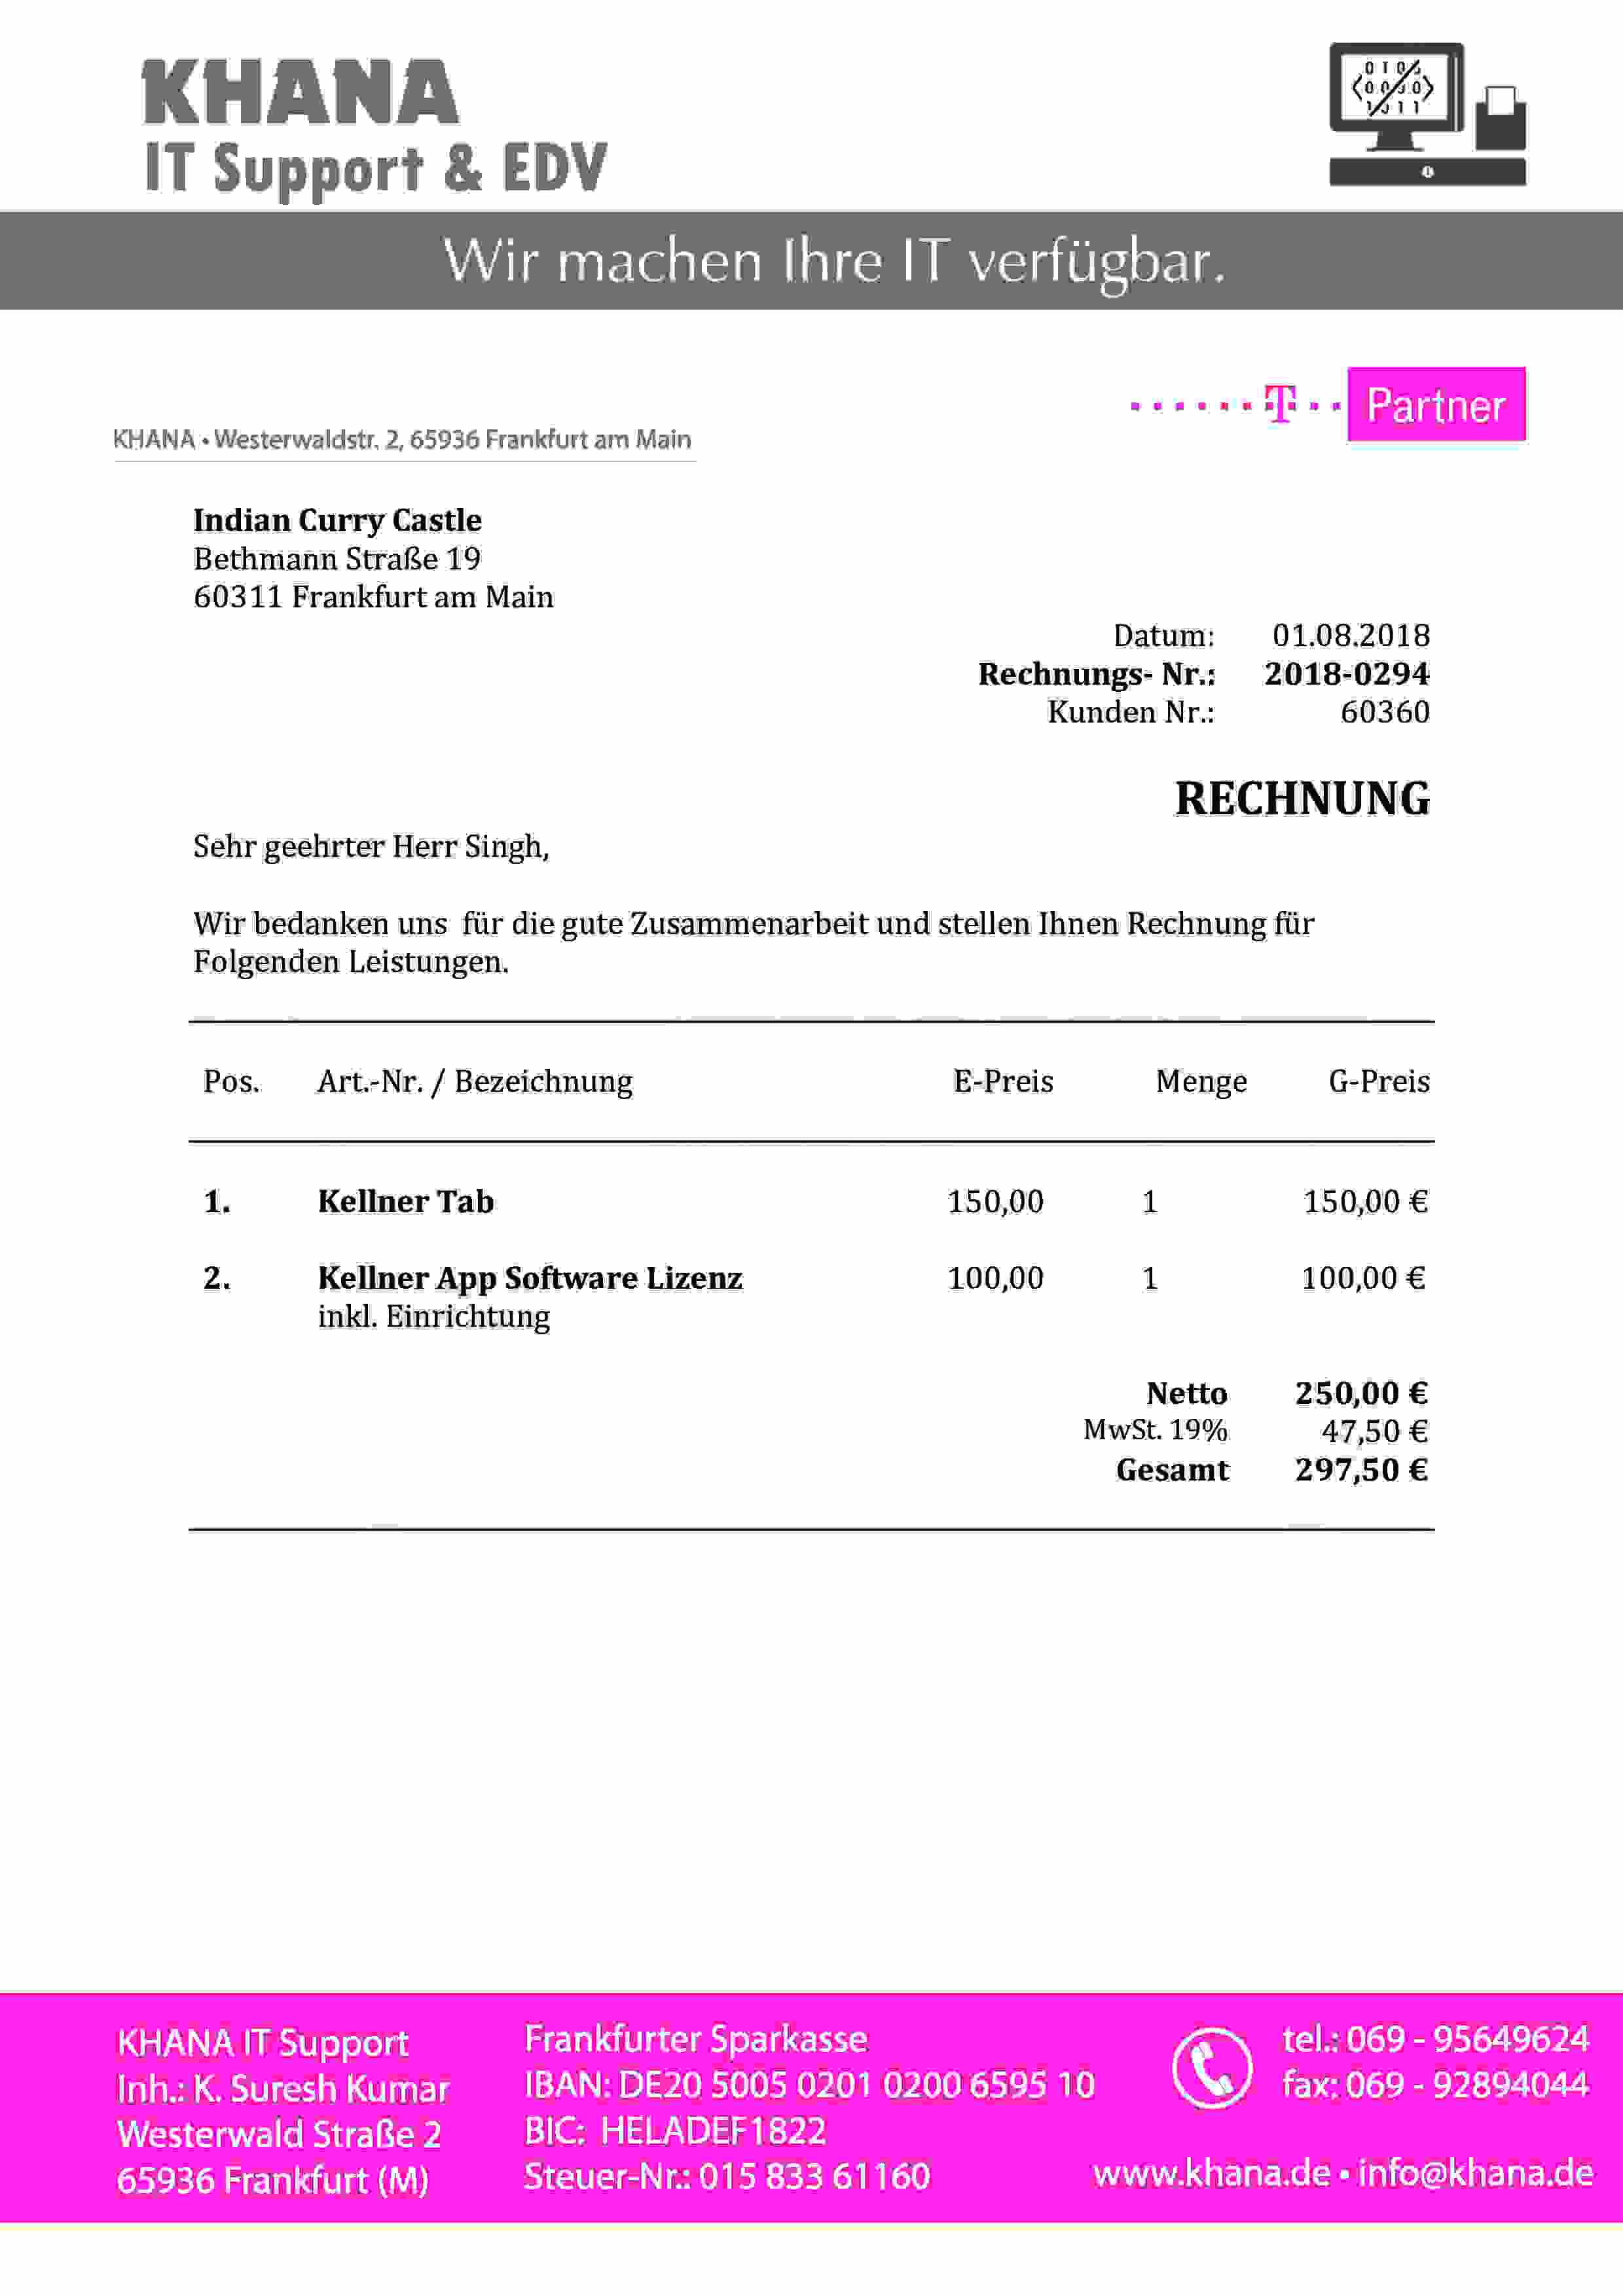 KHANA
IT Support & EDV
Wir machen Ihre IT verfügbar.
T Partner
KHANA • Westerwaldstr. 2, 65936 Frankfurt am Main
Indian Curry Castle
Bethmann Straße 19
60311 Frankfurt am Main
Datum: 01.08.2018
Rechnungs- Nr.: 2018-0294
Kunden Nr.: 60360
RECHNUNG
Sehr geehrter Herr Singh,
Wir bedanken uns für die gute Zusammenarbeit und stellen Ihnen Rechnung für
Folgenden Leistungen.
Pos. Art.-Nr. / Bezeichnung E-Preis Menge G-Preis
1. Kellner Tab 150,00 1 150,00 €
2. Kellner App Software Lizenz 100,00 1 100,00 €
inkl. Einrichtung
Netto 250,00 €
MwSt. 19% 47,50 €
Gesamt 297,50 €
KHANA IT Support
Inh.: K. Suresh Kumar
Westerwald Straße 2
65936 Frankfurt (M)
Frankfurter Sparkasse
IBAN: DE20 5005 0201 0200 6595 10
BIC: HELADEF1822
Steuer-Nr.: 015 833 61160
tel.: 069 - 95649624
fax: 069 - 92894044
www.khana.de • info@khana.de